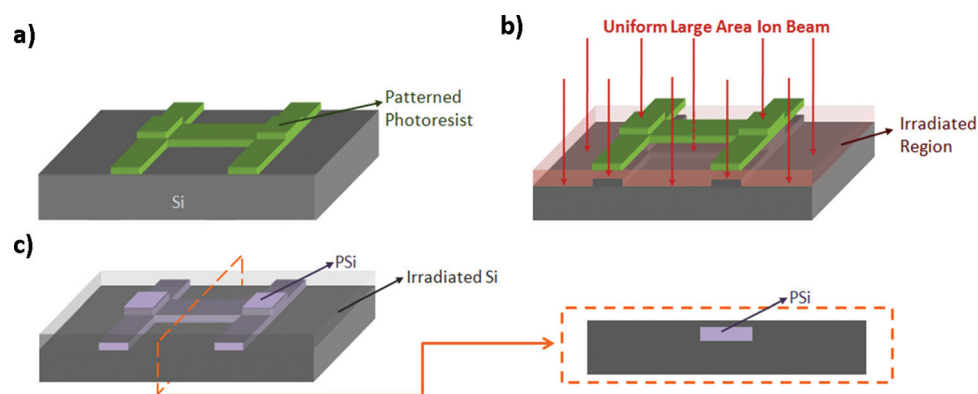 a)
Patterned
Photoresist
Si
b)
Uniform Large Area Ion Beam
Irradiated
Region
c)
PSi
Irradiated Si
PSi